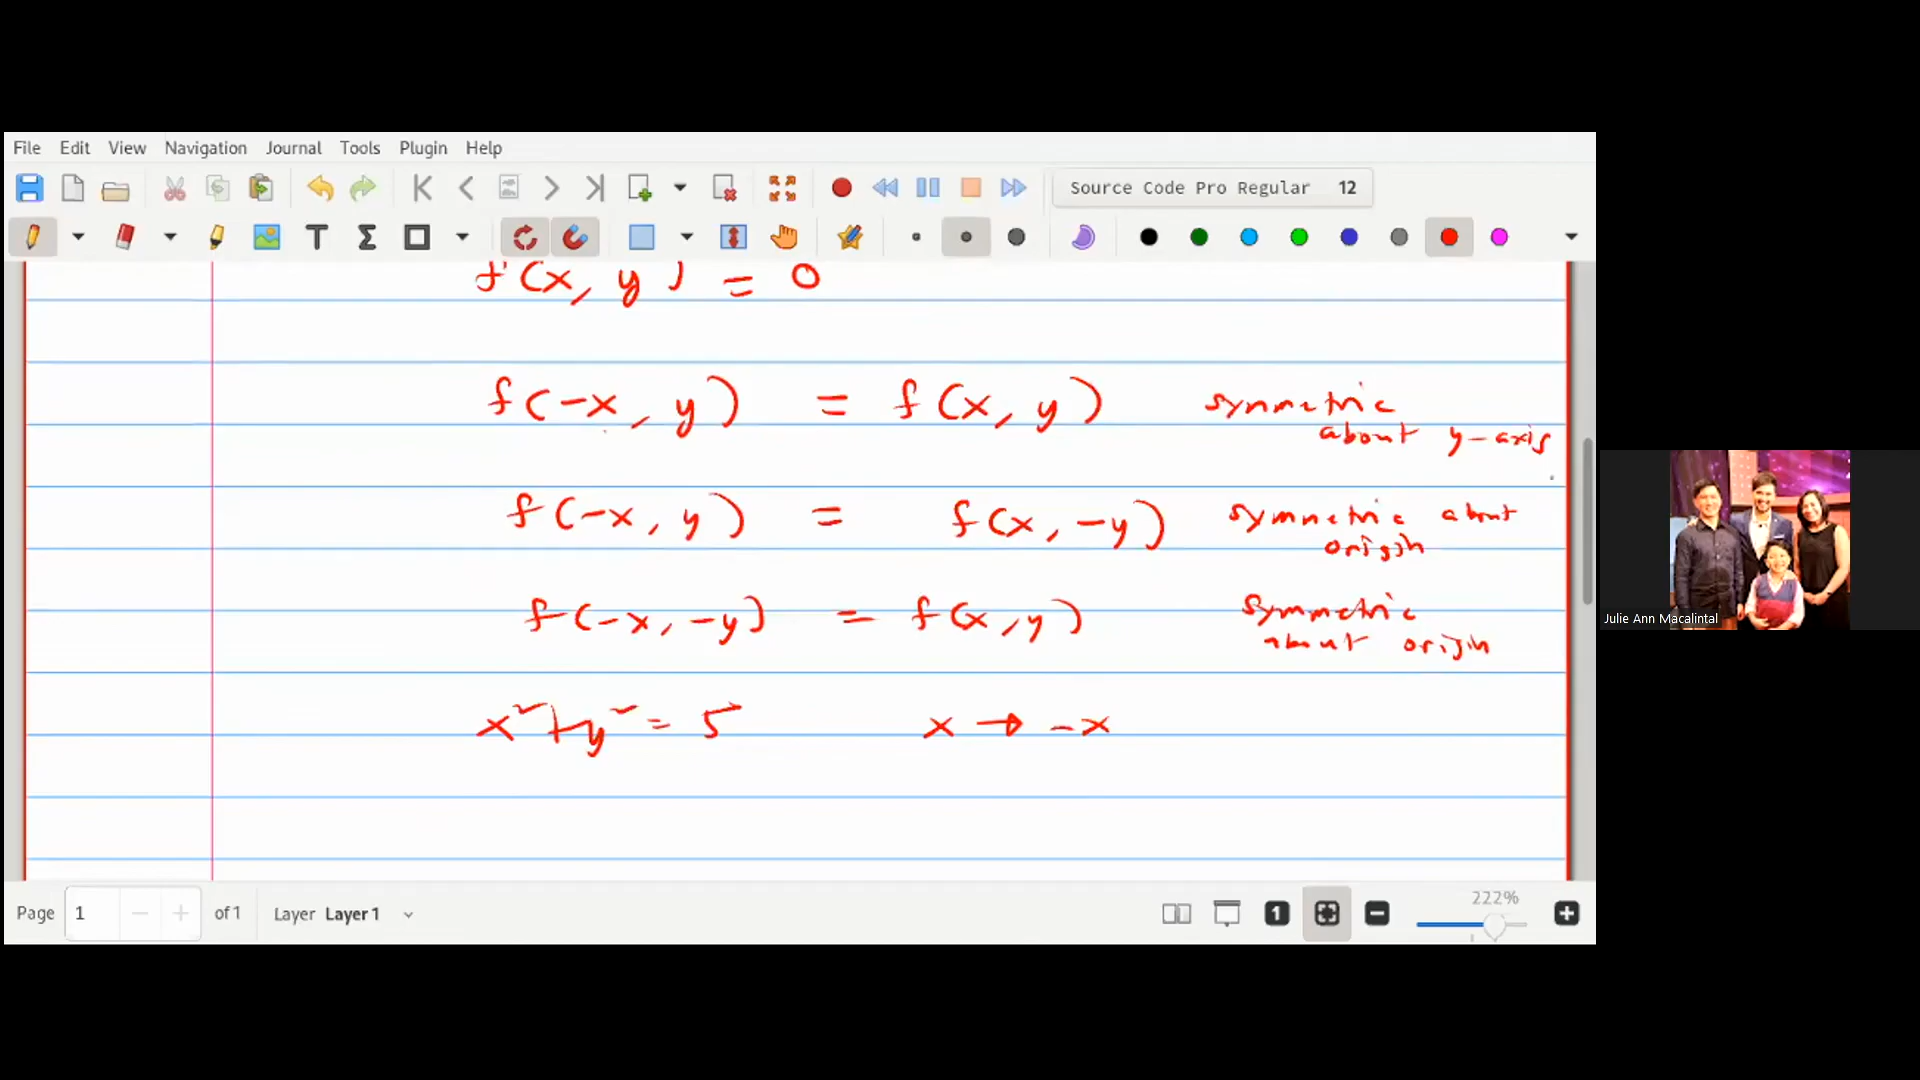 File Edit View Navigation Journal Tools Plugin Help
Source Code Pro Regular 12
f(x, y) = 0
f(-x, y) = f(x, y) symmetric
about y-axis
f(-x, y) = f(x, -y) symmetric about
origin
f(-x, -y) = f(x, y) symmetric
about origin
x² + y² = 5 x → -x
Julie Ann Macalintal
Page 1 of 1 Layer Layer 1 1 222%